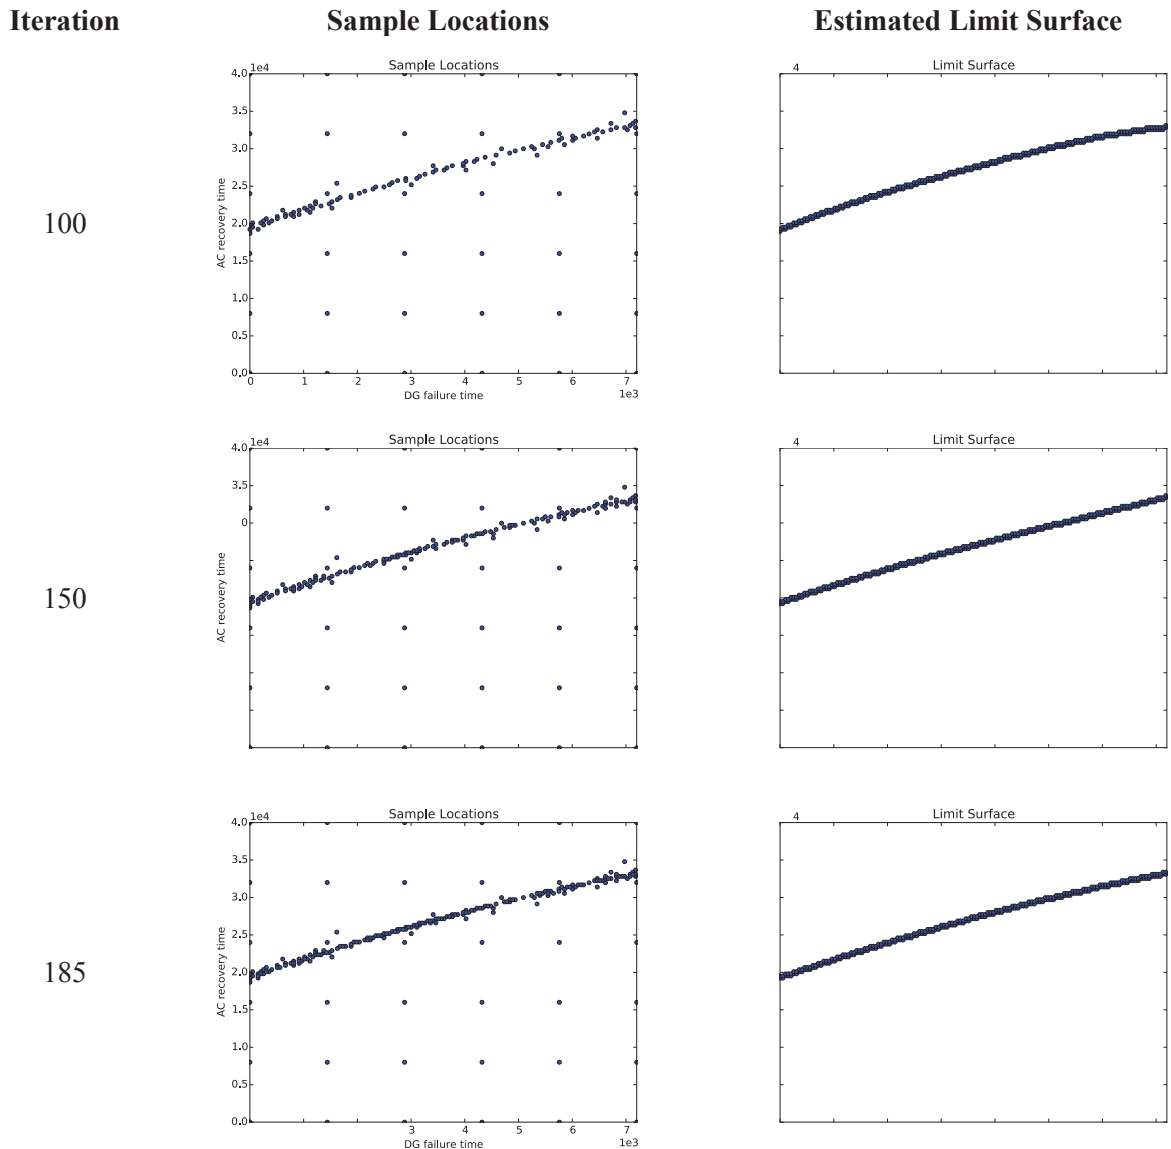 Iteration Sample Locations Estimated Limit Surface
Sample Locations
4.0 1e4
3.5
3.0
2.5
2.0
1.5
1.0
0.5
0.0
AC recovery time
0 1 2 3 4 5 6 7
1e3
DG failure time
4
Limit Surface
100
Sample Locations
4.0 1e4
3.5
0
AC recovery time
4
Limit Surface
150
Sample Locations
4.0 1e4
3.5
3.0
2.5
2.0
1.5
1.0
0.5
0.0
AC recovery time
3 4 5 6 7
1e3
DG failure time
4
Limit Surface
185